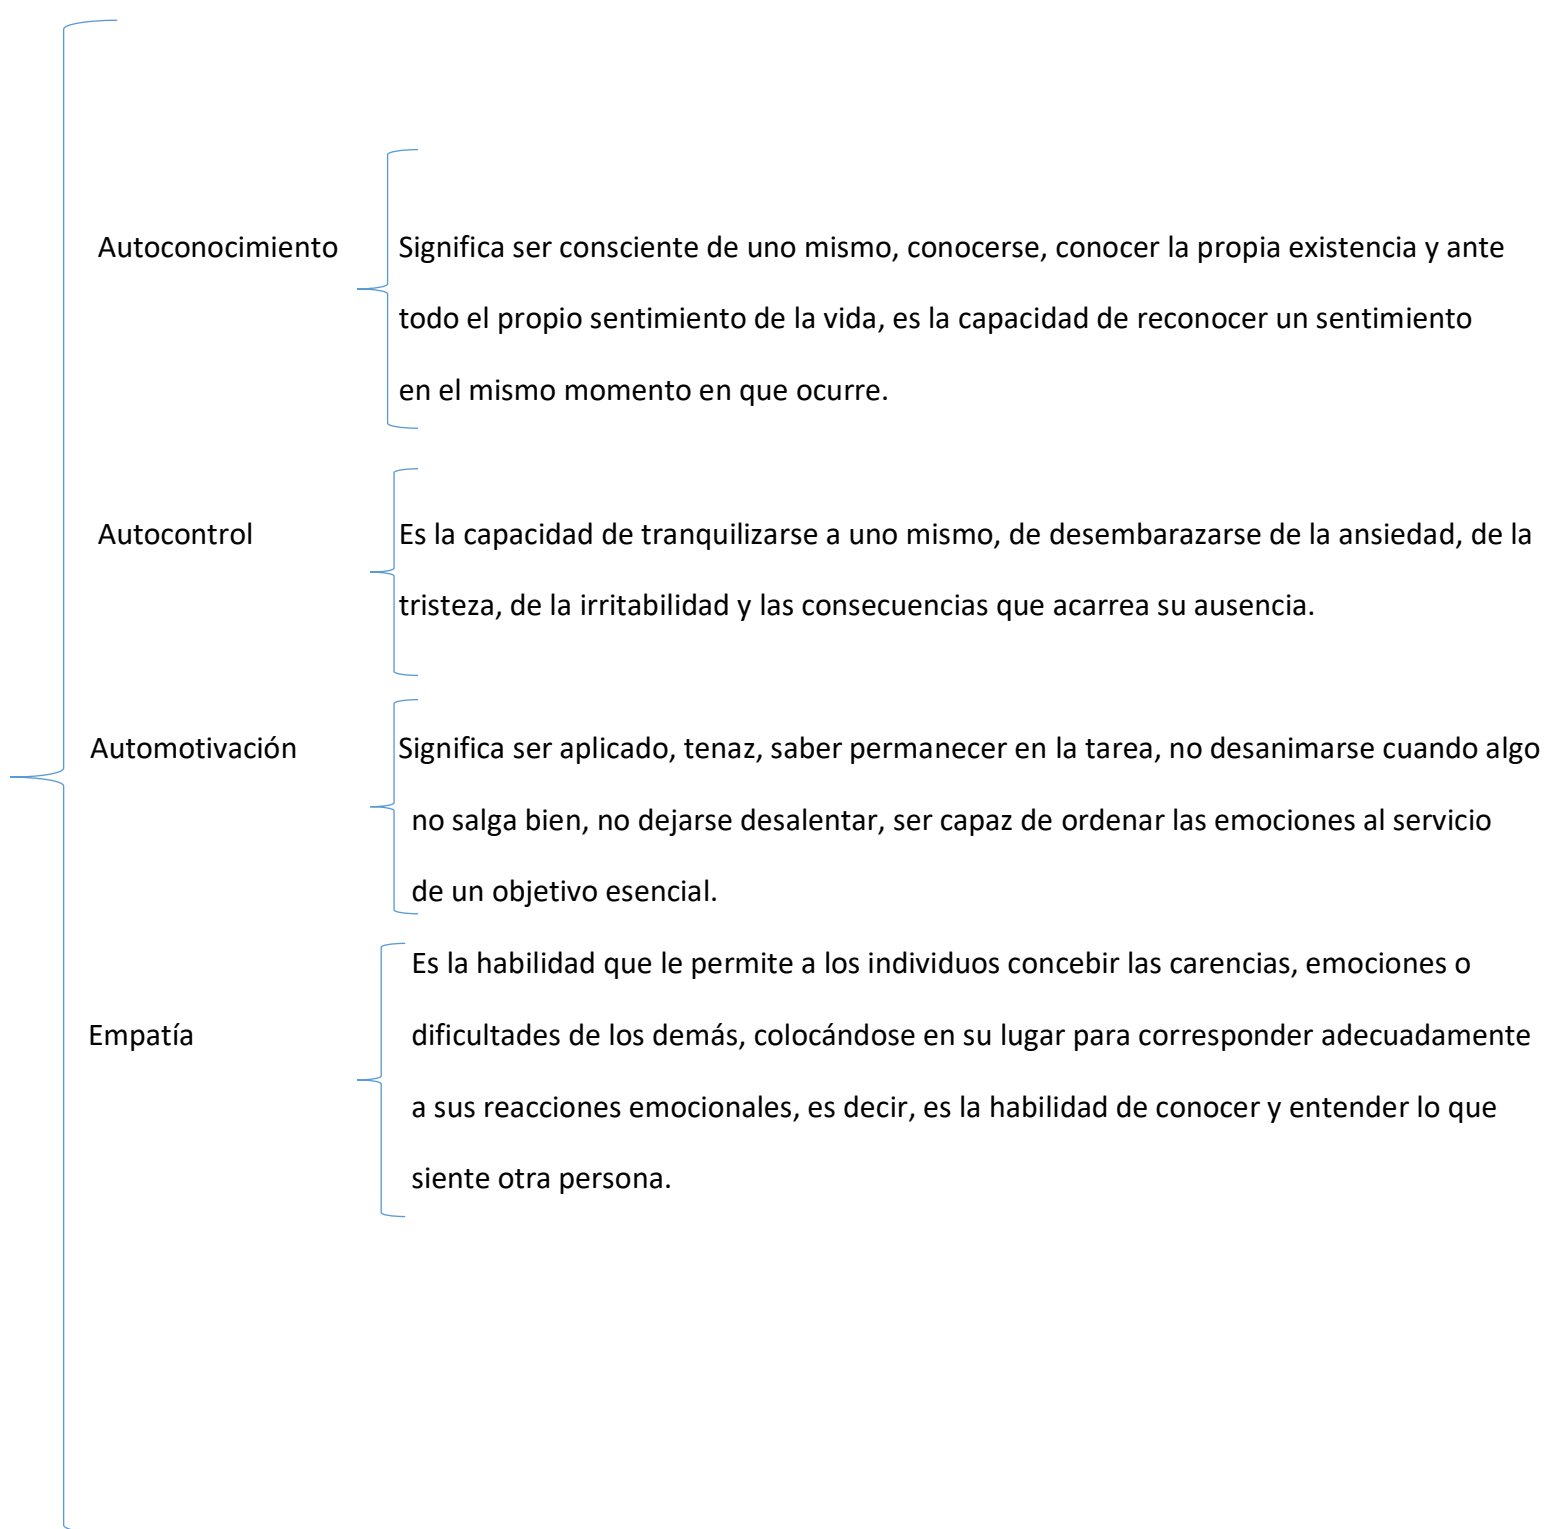 Autoconocimiento
Significa ser consciente de uno mismo, conocerse, conocer la propia existencia y ante
todo el propio sentimiento de la vida, es la capacidad de reconocer un sentimiento
en el mismo momento en que ocurre.
Autocontrol
Es la capacidad de tranquilizarse a uno mismo, de desembarazarse de la ansiedad, de la
tristeza, de la irritabilidad y las consecuencias que acarrea su ausencia.
Automotivación
Significa ser aplicado, tenaz, saber permanecer en la tarea, no desanimarse cuando algo
no salga bien, no dejarse desalentar, ser capaz de ordenar las emociones al servicio
de un objetivo esencial.
Empatía
Es la habilidad que le permite a los individuos concebir las carencias, emociones o
dificultades de los demás, colocándose en su lugar para corresponder adecuadamente
a sus reacciones emocionales, es decir, es la habilidad de conocer y entender lo que
siente otra persona.